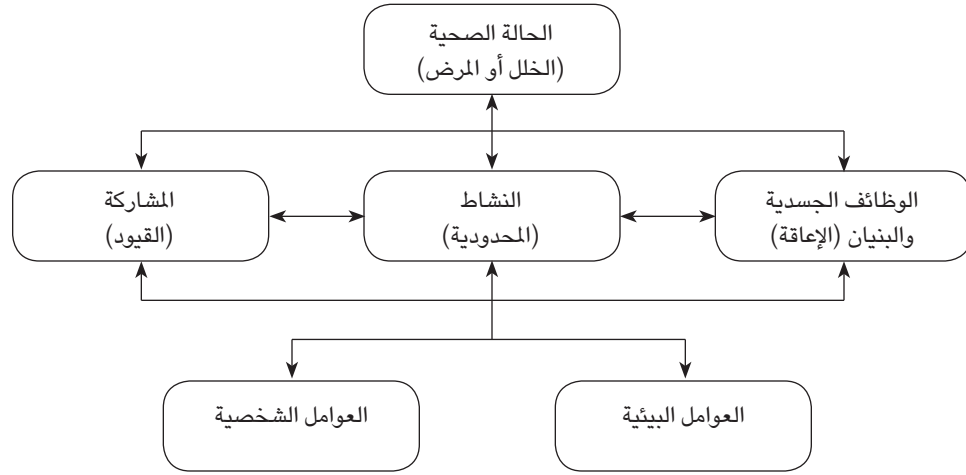 الحالة الصحية
(الخلل أو المرض)
الوظائف الجسدية
والبنيان (الإعاقة)
النشاط
(المحدودية)
المشاركة
(القيود)
العوامل البيئية
العوامل الشخصية